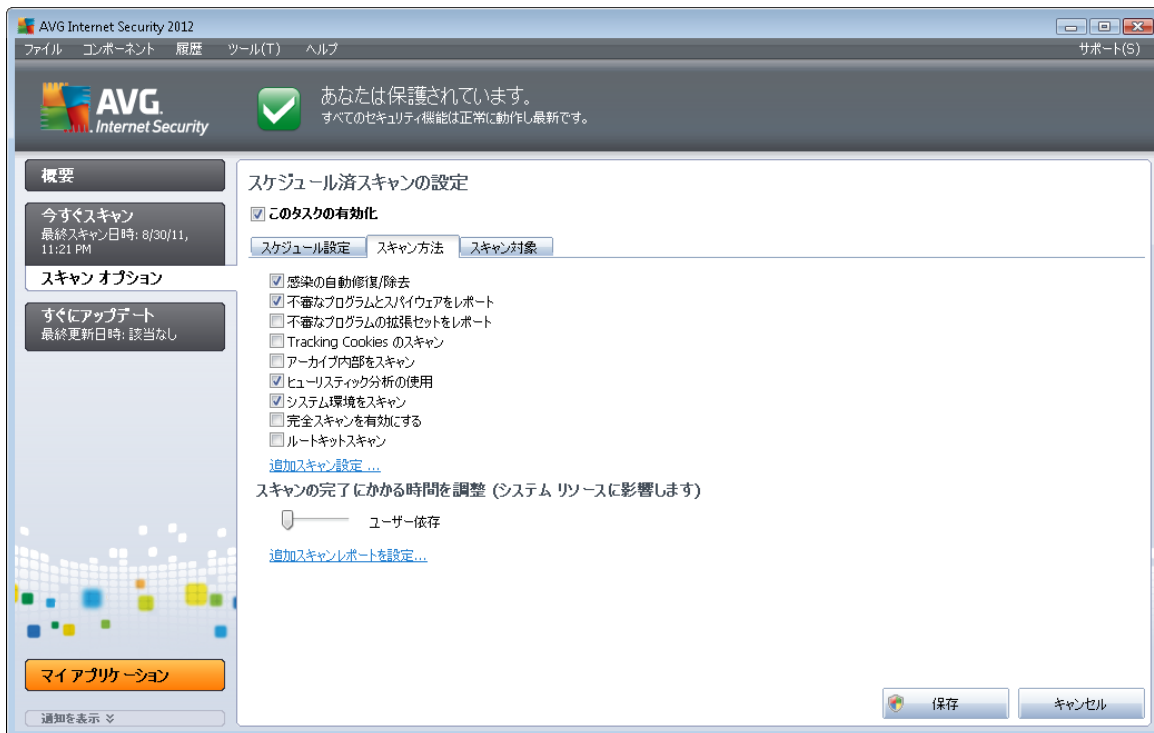 AVG Internet Security 2012
ファイル コンポーネント 履歴 ツール(T) ヘルプ サポート(S)
AVG.
Internet Security
あなたは保護されています。
すべてのセキュリティ機能は正常に動作し最新です。
概要
今すぐスキャン
最終スキャン日時: 8/30/11,
11:21 PM
スキャン オプション
すぐにアップデート
最終更新日時: 該当なし
スケジュール済スキャンの設定
このタスクの有効化
スケジュール設定 スキャン方法 スキャン対象
感染の自動修復/除去
不審なプログラムとスパイウェアをレポート
不審なプログラムの拡張セットをレポート
Tracking Cookies のスキャン
アーカイブ内部をスキャン
ヒューリスティック分析の使用
システム環境をスキャン
完全スキャンを有効にする
ルートキットスキャン
追加スキャン設定 ...
スキャンの完了にかかる時間を調整 (システム リソースに影響します)
ユーザー依存
追加スキャンレポートを設定...
マイ アプリケーション
通知を表示
保存 キャンセル